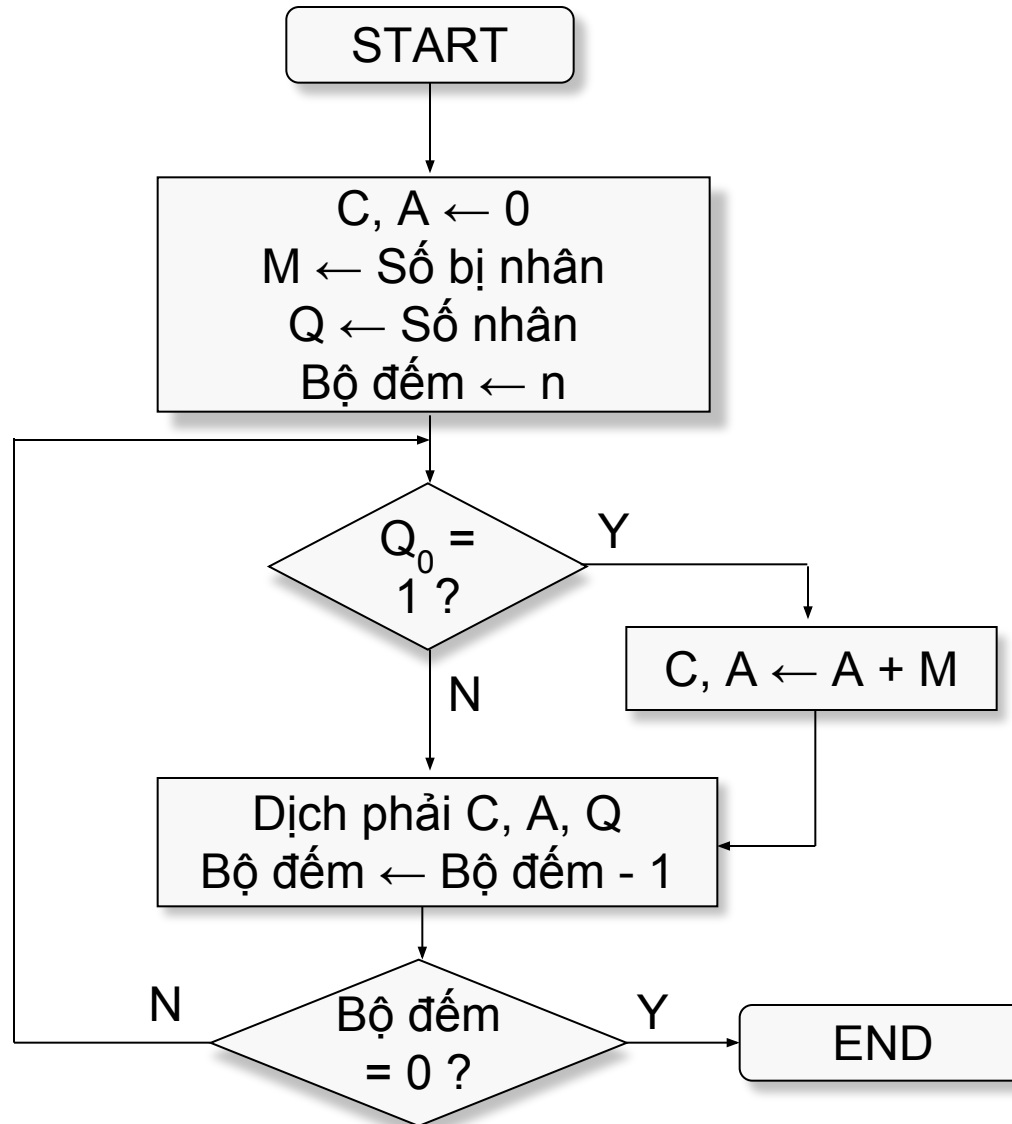 START
C, A ← 0
M ← Số bị nhân
Q ← Số nhân
Bộ đếm ← n
Q₀ =
1 ?
Y
C, A ← A + M
N
Dịch phải C, A, Q
Bộ đếm ← Bộ đếm - 1
N
Bộ đếm
= 0 ?
Y
END